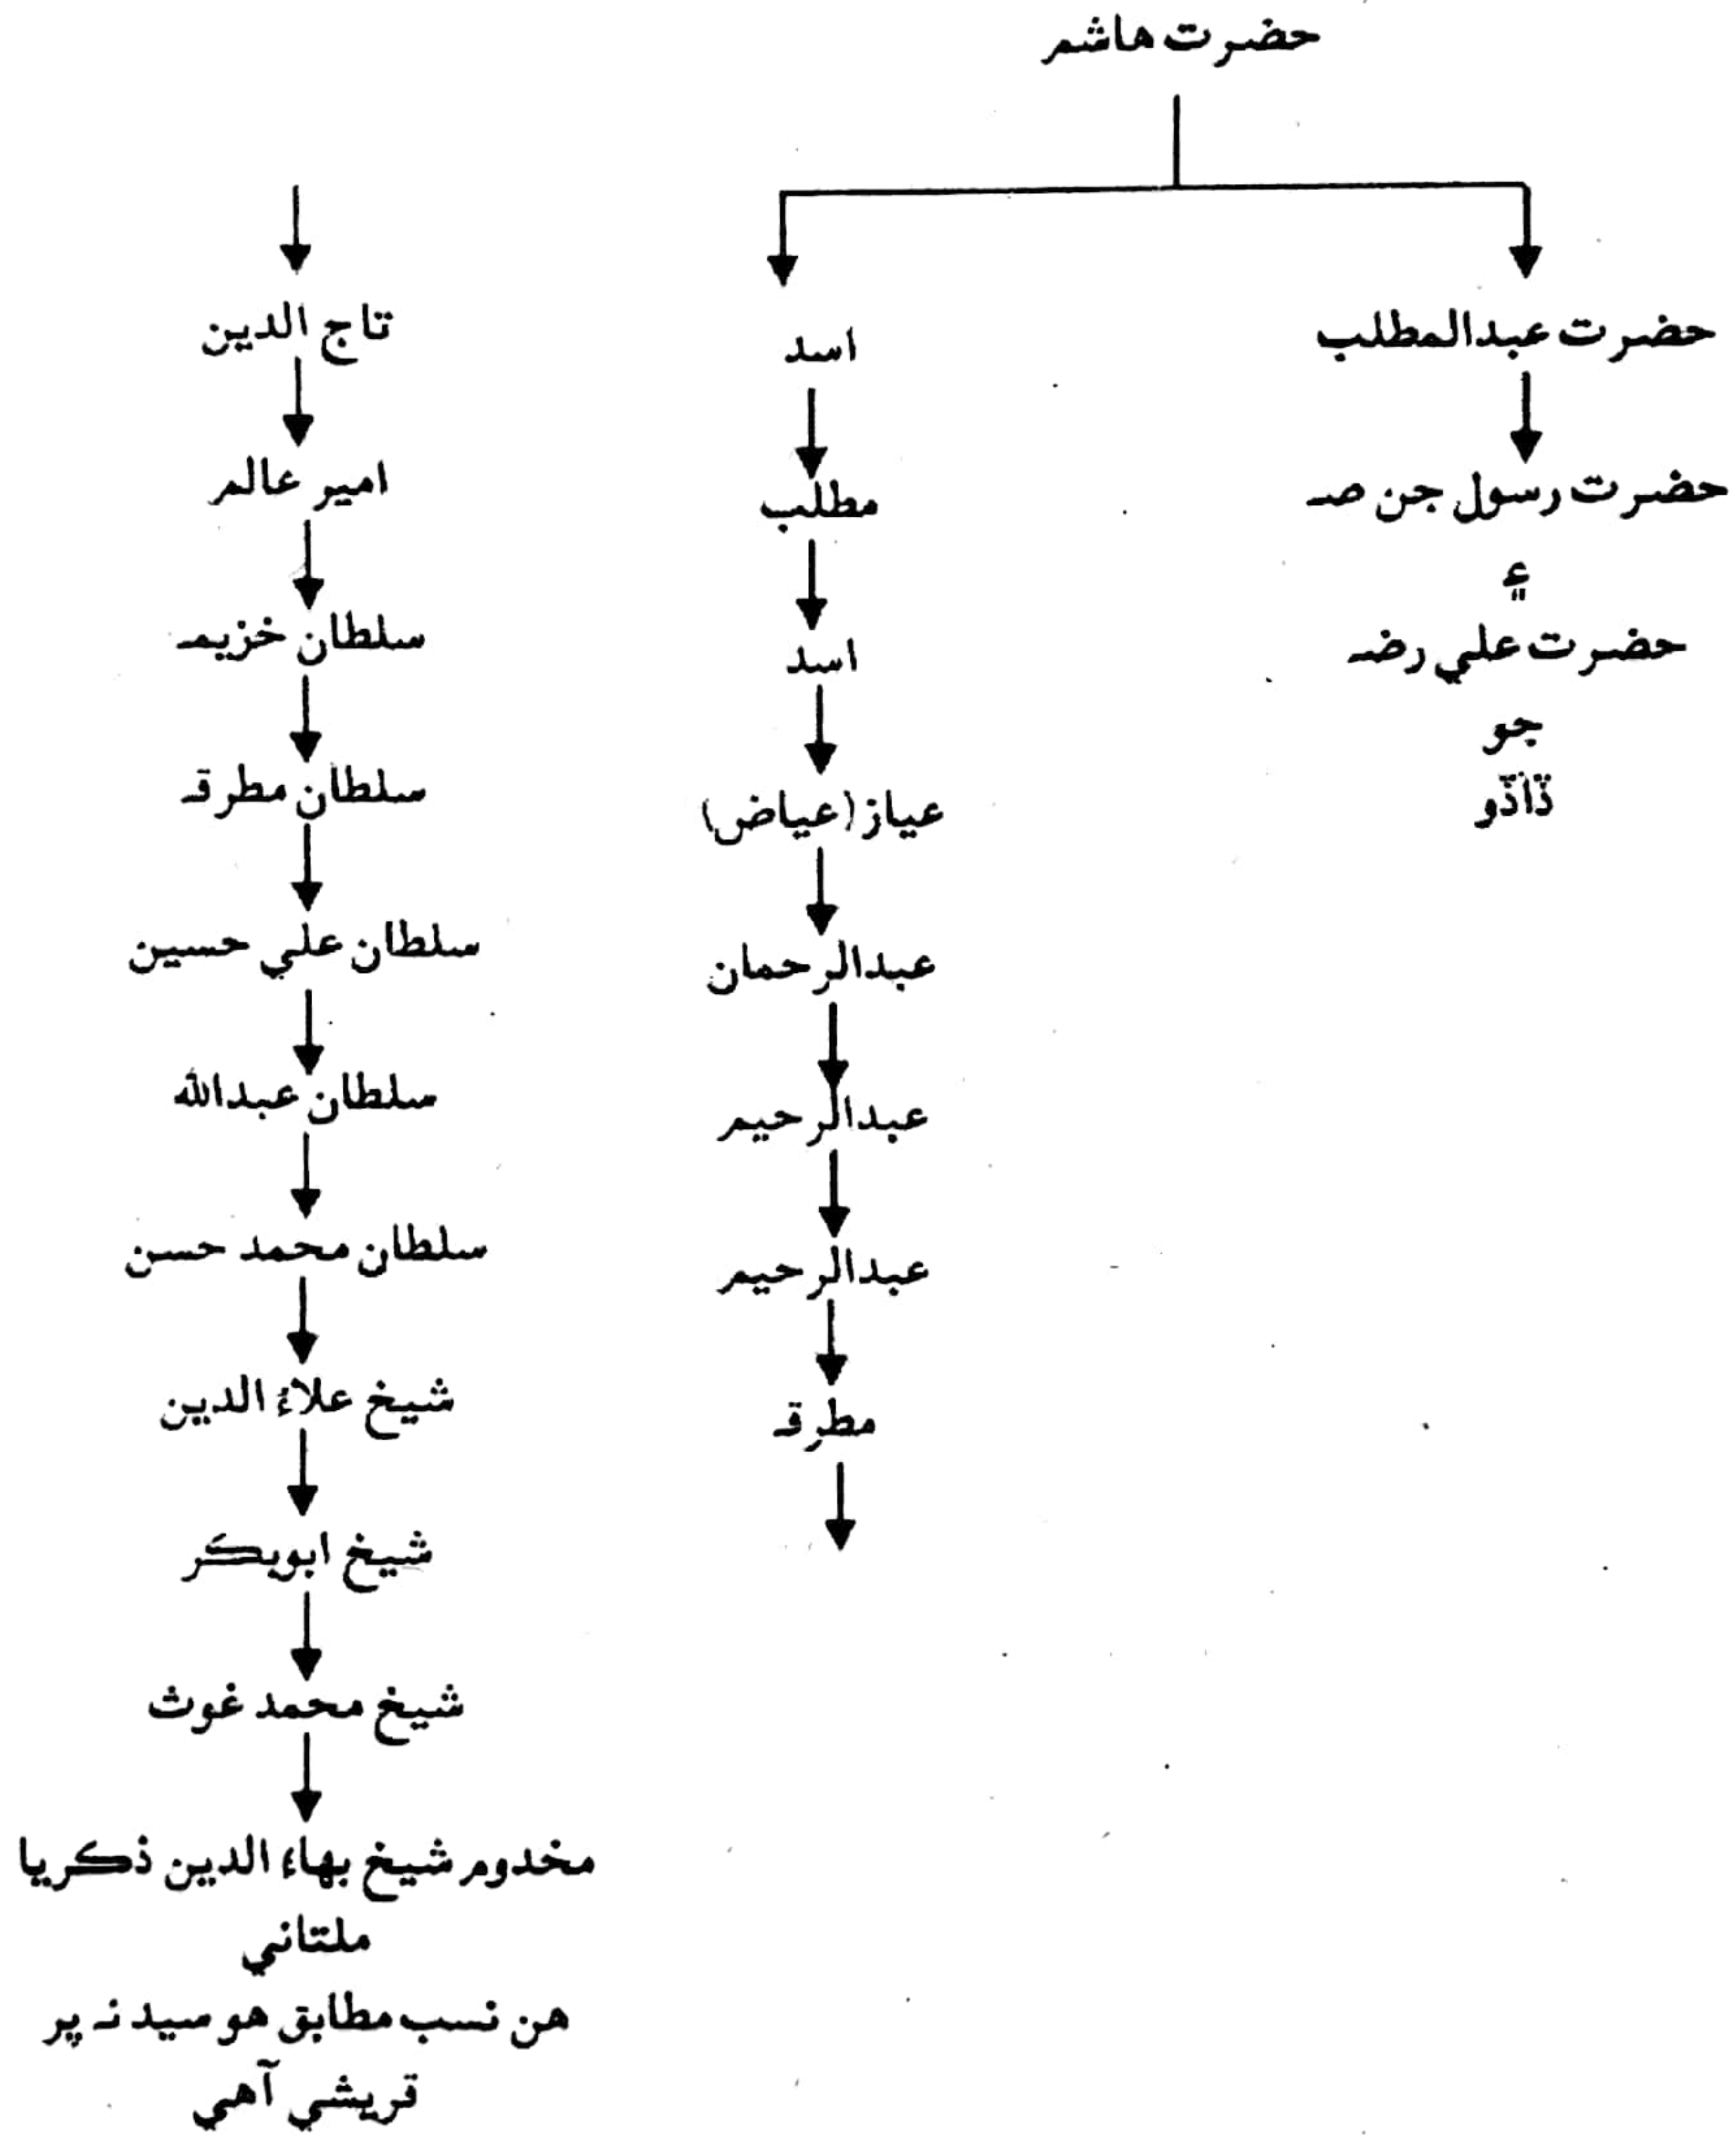 حضرت هاشم
حضرت عبدالمطلب
حضرت رسول جن صہ
۽
حضرت علي رضہ
جو
ڏاڏو
اسد
مطلب
اسد
عياز (عياض)
عبدالرحمان
عبدالرحيم
عبدالرحيم
مطرقہ
تاج الدين
امير عالم
سلطان خزيمہ
سلطان مطرقہ
سلطان علي حسين
سلطان عبدالله
سلطان محمد حسن
شيخ علاؤ الدين
شيخ ابوبڪر
شيخ محمد غوث
مخدوم شيخ بهاء الدين ذڪريا
ملتاني
هن نسب مطابق هو سيد نہ پر
قريشي آهي